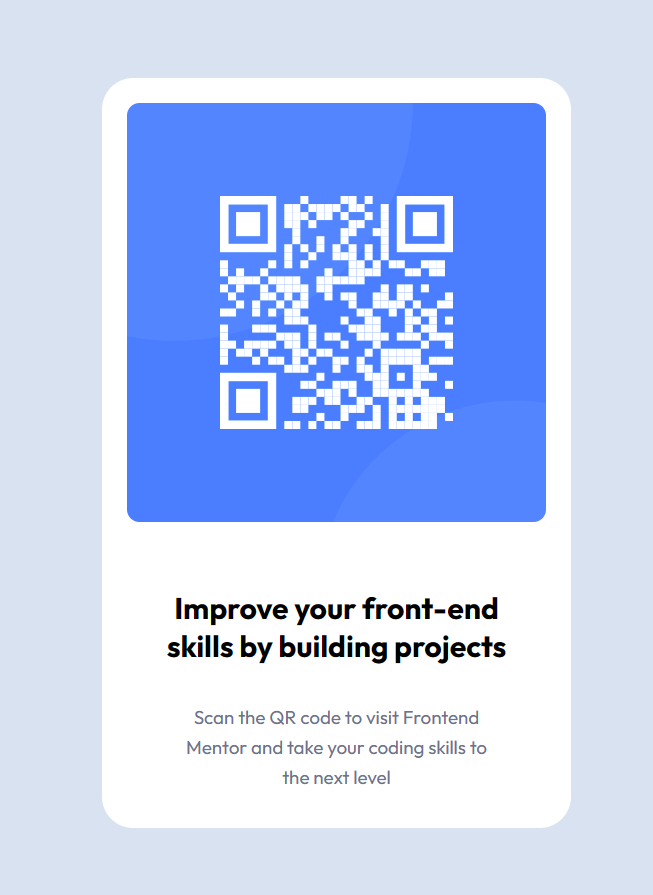 Improve your front-end
skills by building projects
Scan the QR code to visit Frontend
Mentor and take your coding skills to
the next level